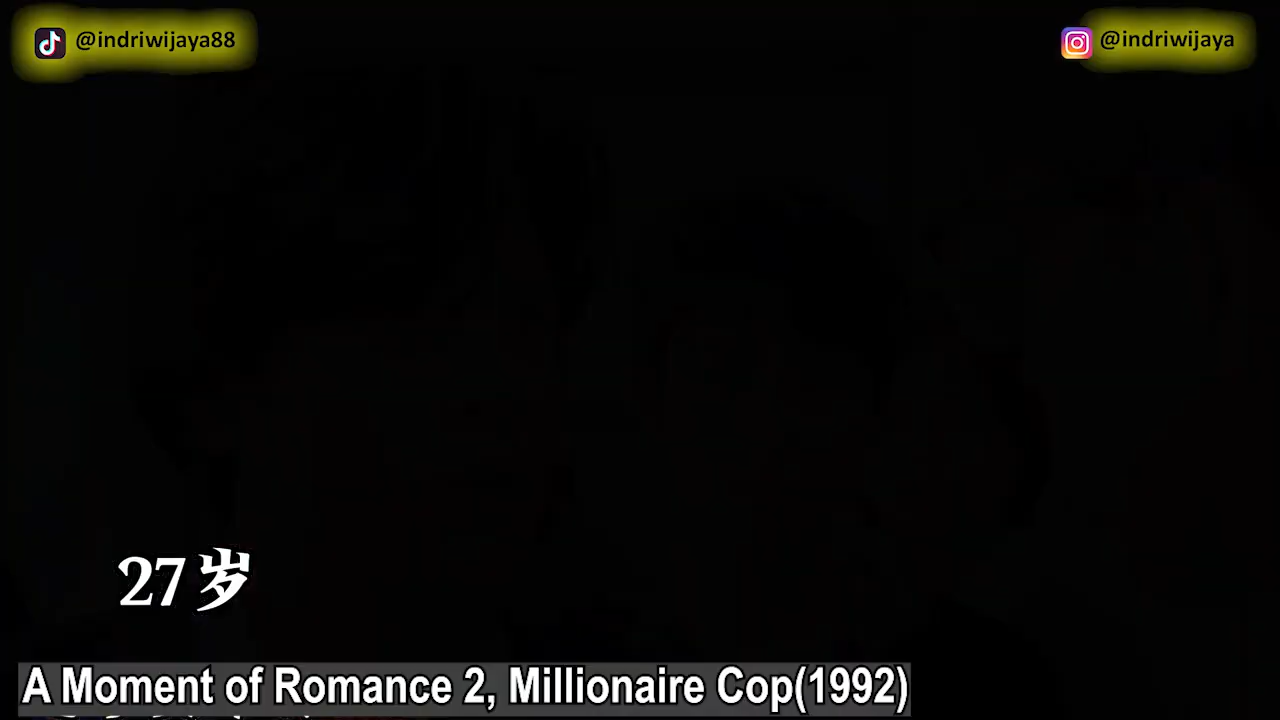 @indriwijaya88
@indriwijaya
27岁
A Moment of Romance 2, Millionaire Cop(1992)